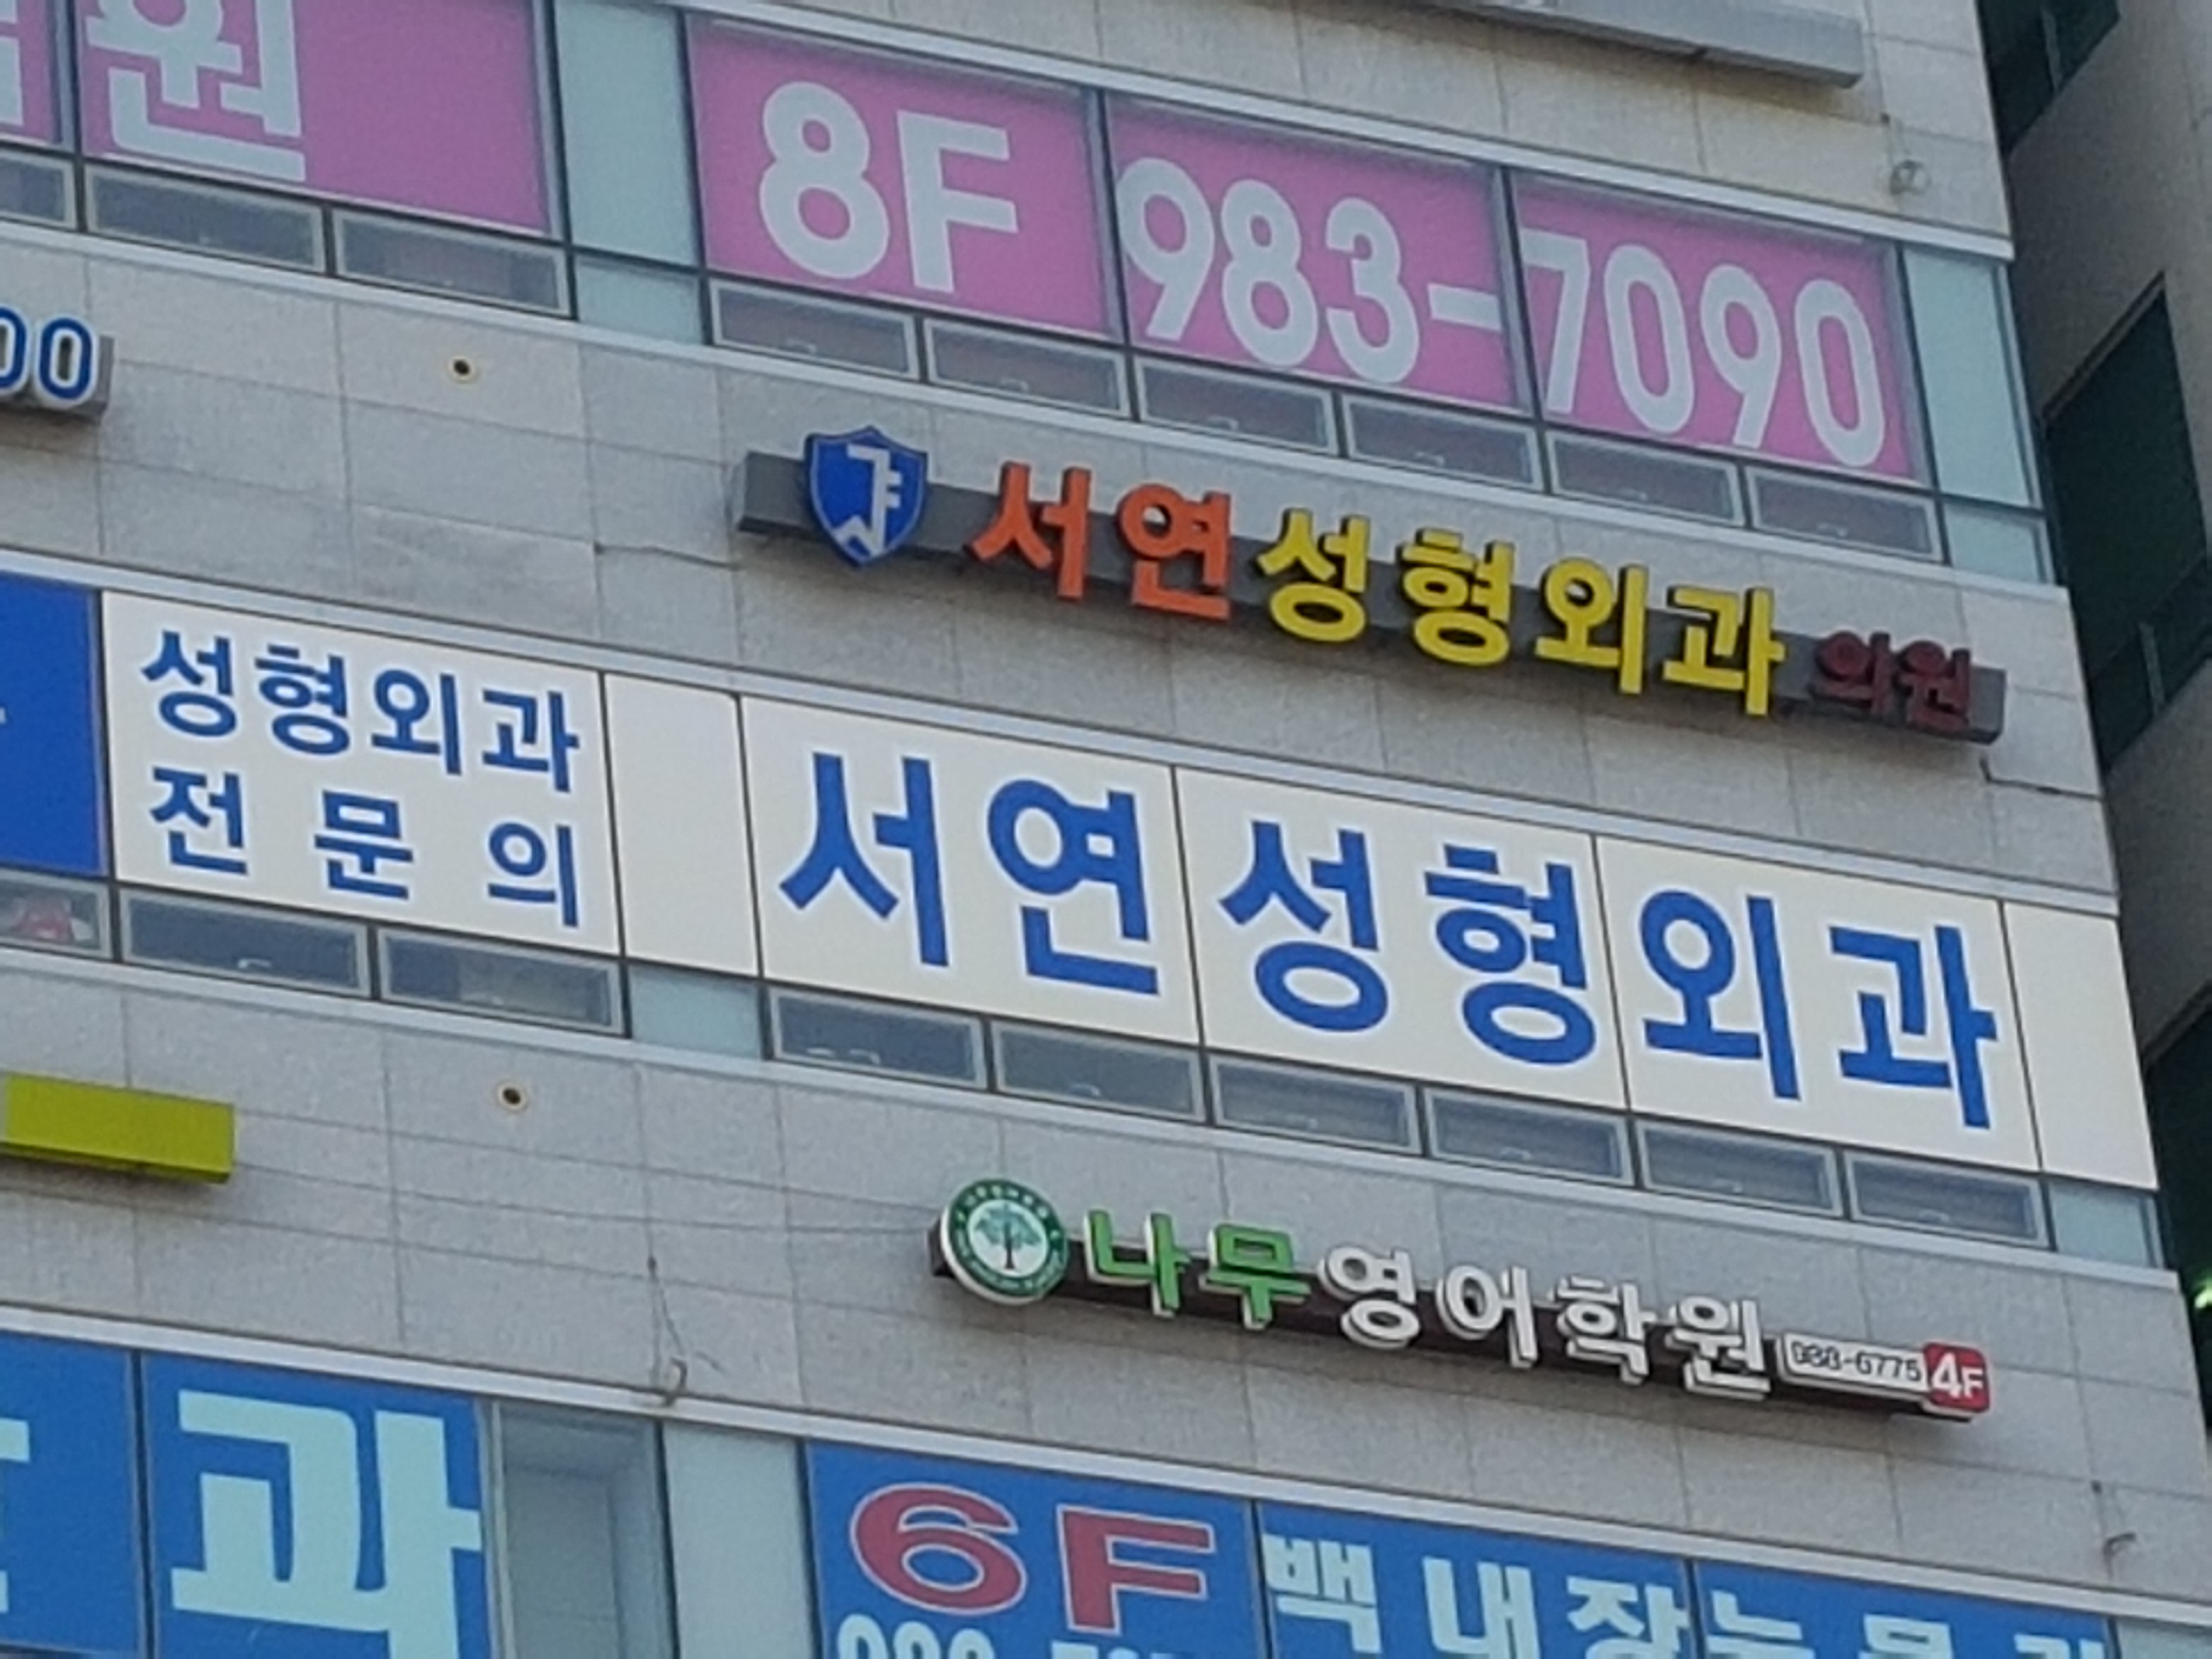 원
8F 983-7090
00
서연성형외과의원
성형외과
전문의
서연성형외과
나무영어학원 983-6775 4F
과
6F 백내장